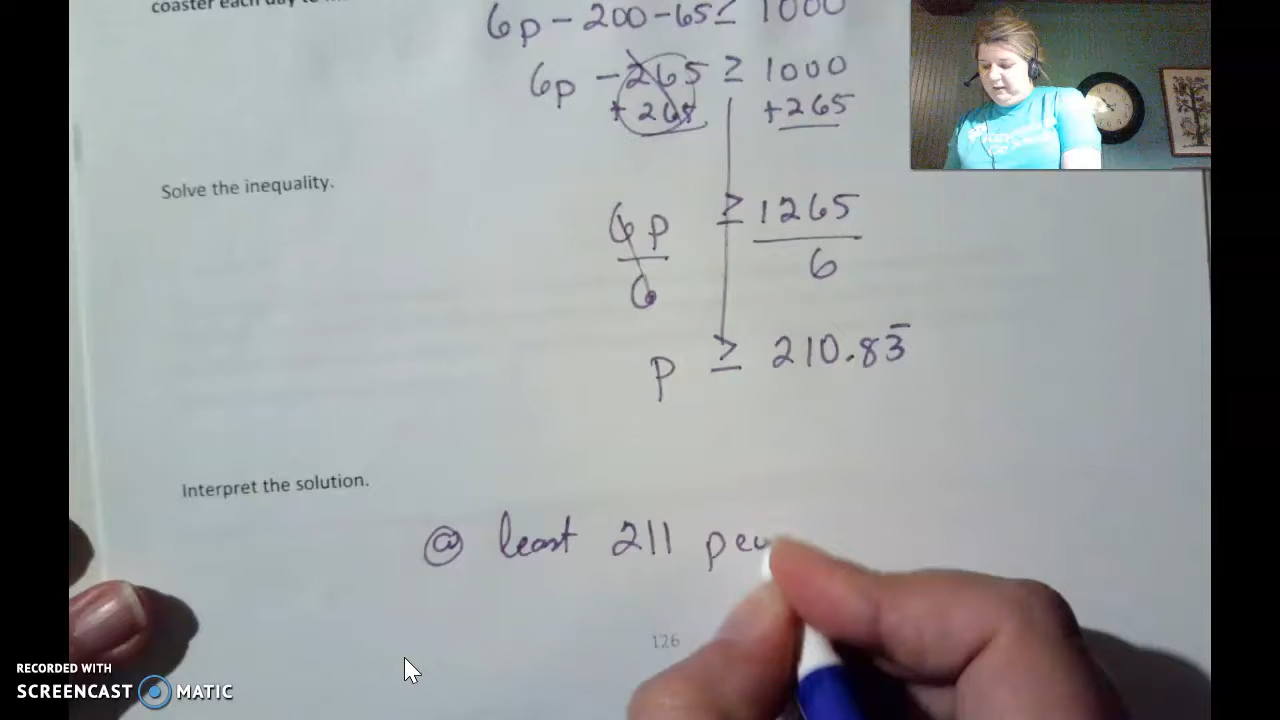 coaster each day to
6p - 200 - 65 ≤ 1000
6p - 265 ≥ 1000
+ 265 + 265
Solve the inequality.
6p ≥ 1265
6 6
p ≥ 210.83̅
Interpret the solution.
@ least 211
126
RECORDED WITH
SCREENCAST MATIC